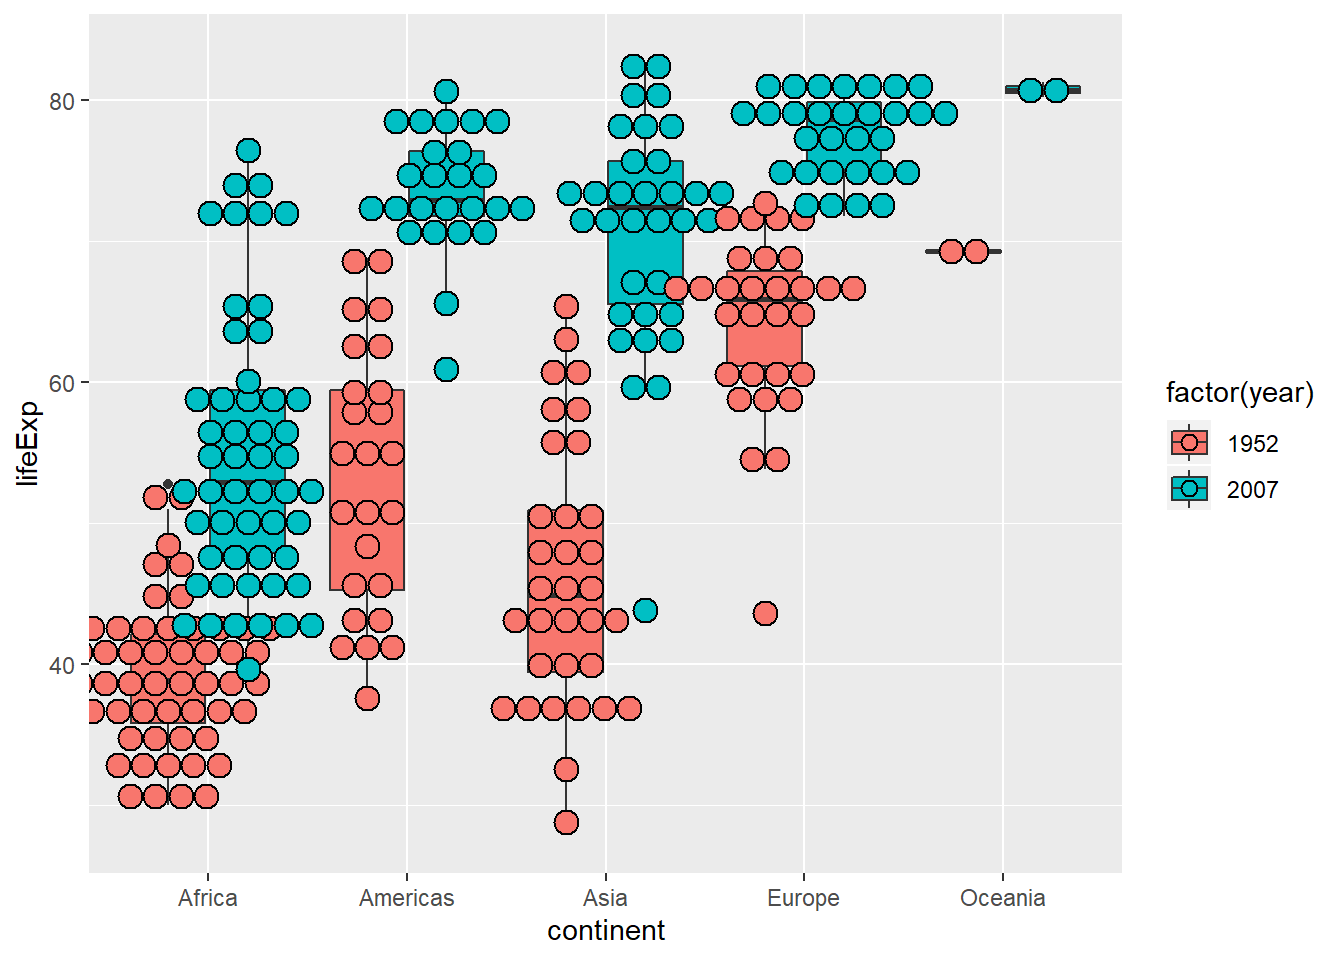 80
60
40
lifeExp
Africa
Americas
Asia
Europe
Oceania
continent
factor(year)
1952
2007